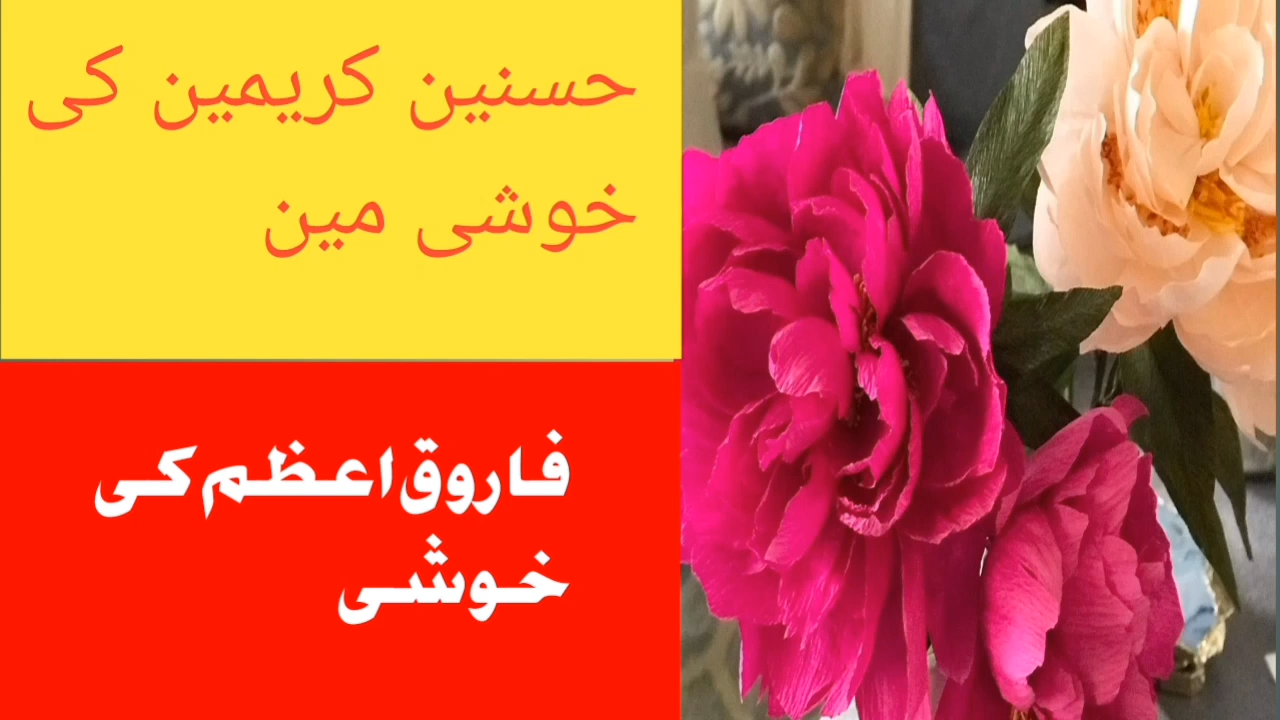 حسنین کریمین کی
خوشی مین
فاروق اعظم کی
خوشی